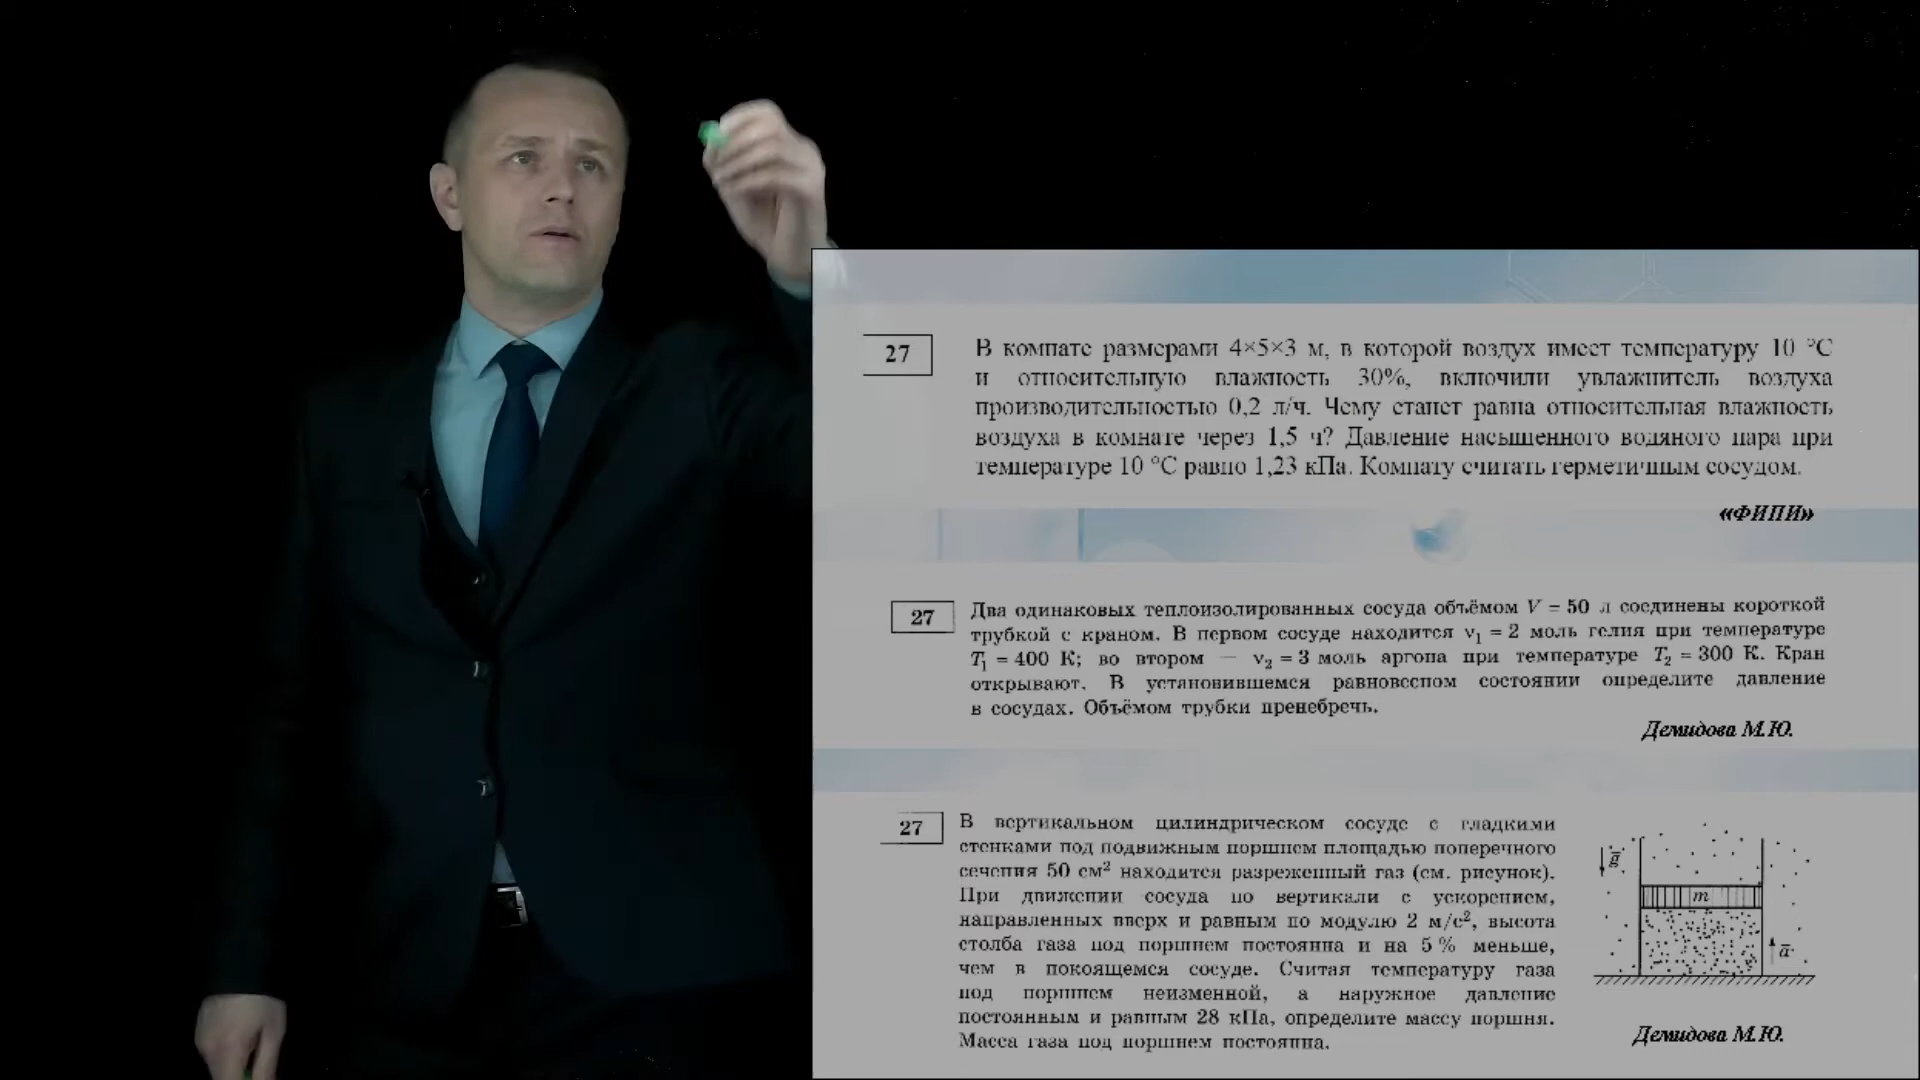 27
В комнате размерами 4×5×3 м, в которой воздух имеет температуру 10 °С
и относительную влажность 30%, включили увлажнитель воздуха
производительностью 0,2 л/ч. Чему станет равна относительная влажность
воздуха в комнате через 1,5 ч? Давление насыщенного водяного пара при
температуре 10 °С равно 1,23 кПа. Комнату считать герметичным сосудом.
«ФИПИ»
27
Два одинаковых теплоизолированных сосуда объёмом V = 50 л соединены короткой
трубкой с краном. В первом сосуде находится ν₁ = 2 моль гелия при температуре
T₁ = 400 К; во втором — ν₂ = 3 моль аргона при температуре T₂ = 300 К. Кран
открывают. В установившемся равновесном состоянии определите давление
в сосудах. Объёмом трубки пренебречь.
Демидова М.Ю.
27
В вертикальном цилиндрическом сосуде с гладкими
стенками под подвижным поршнем площадью поперечного
сечения 50 см² находится разреженный газ (см. рисунок).
При движении сосуда по вертикали с ускорением,
направленных вверх и равным по модулю 2 м/с², высота
столба газа под поршнем постоянна и на 5 % меньше,
чем в покоящемся сосуде. Считая температуру газа
под поршнем неизменной, а наружное давление
постоянным и равным 28 кПа, определите массу поршня.
Масса газа под поршнем постоянна.
g
m
a
Демидова М.Ю.